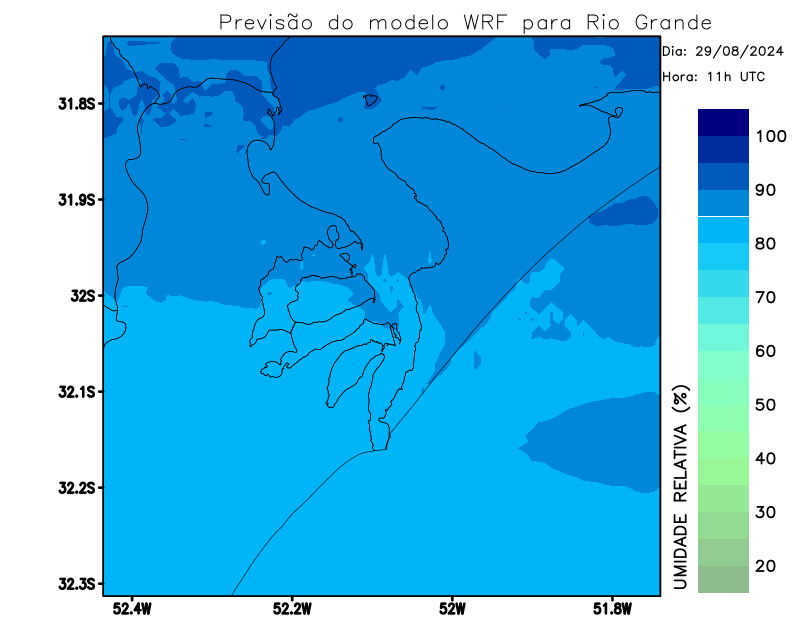 Previsão do modelo WRF para Rio Grande
Dia: 29/08/2024
Hora: 11h UTC
31.8S
31.9S
32S
32.1S
32.2S
32.3S
52.4W
52.2W
52W
51.8W
100
90
80
70
60
50
40
30
20
UMIDADE RELATIVA (%)